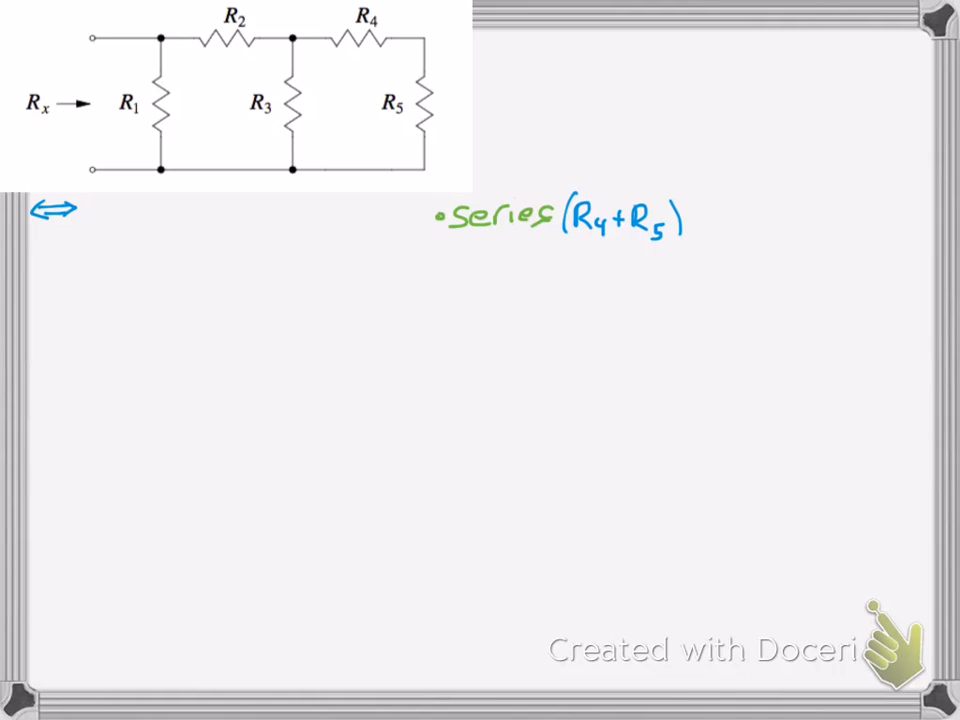 R2 R4
Rx R1 R3 R5
•series (R4+R5)
Created with Doceri